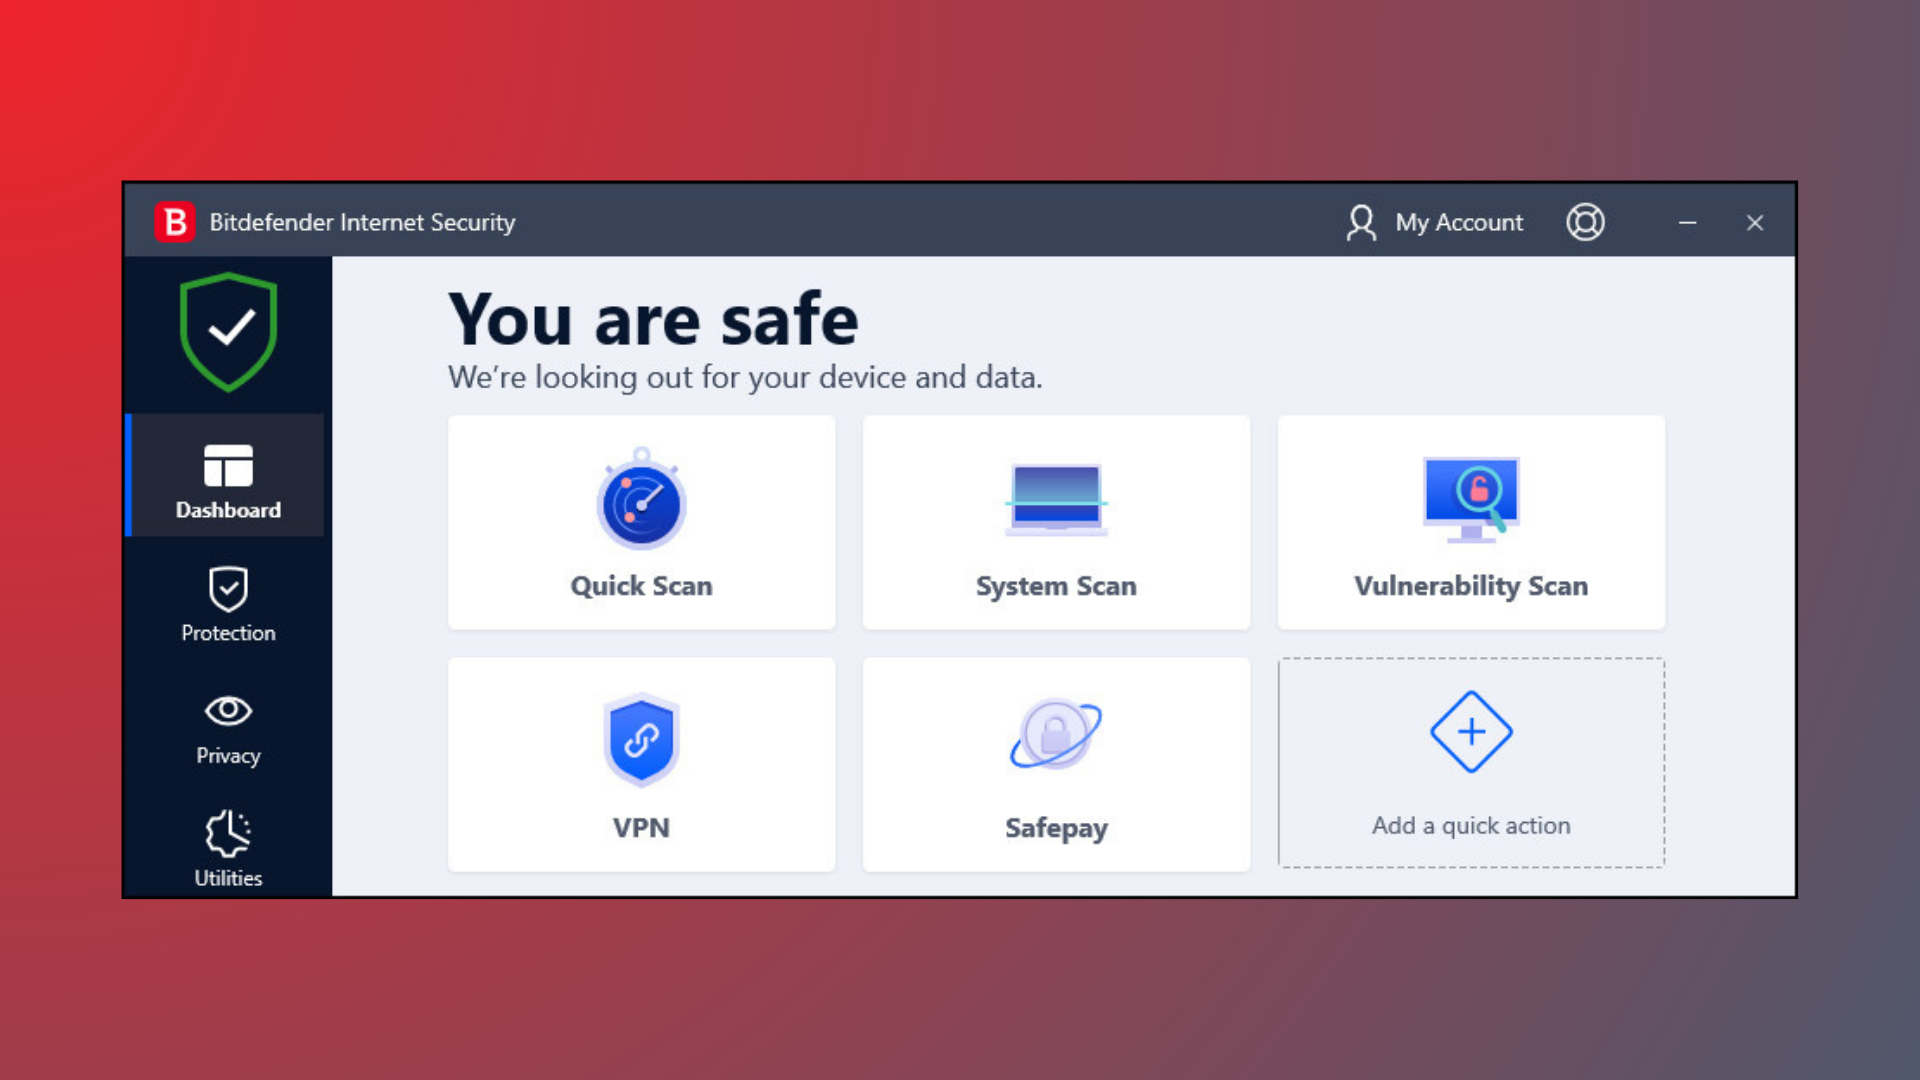 B Bitdefender Internet Security
My Account
You are safe
We're looking out for your device and data.
Dashboard
Protection
Privacy
Utilities
Quick Scan
System Scan
Vulnerability Scan
VPN
Safepay
Add a quick action